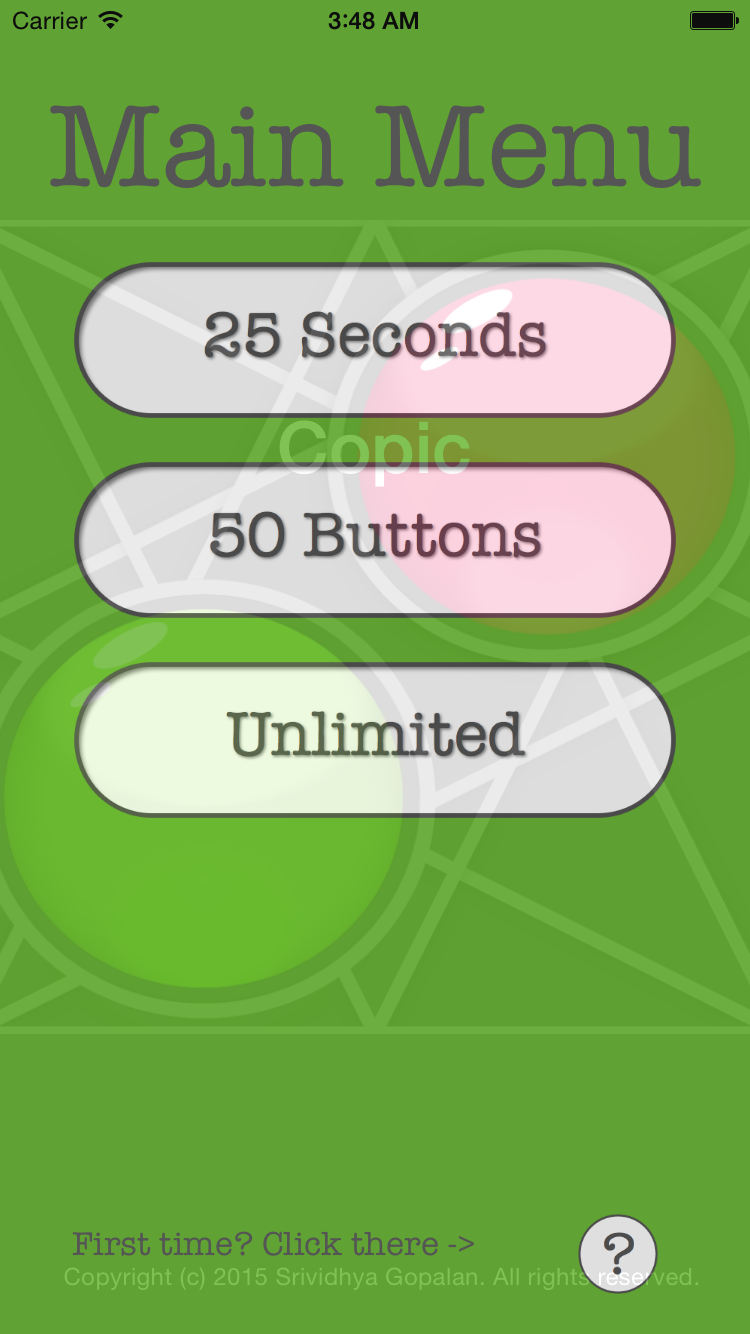 Carrier 3:48 AM
Main Menu
25 Seconds
Copic
50 Buttons
Unlimited
First time? Click there ->
?
Copyright (c) 2015 Srividhya Gopalan. All rights reserved.